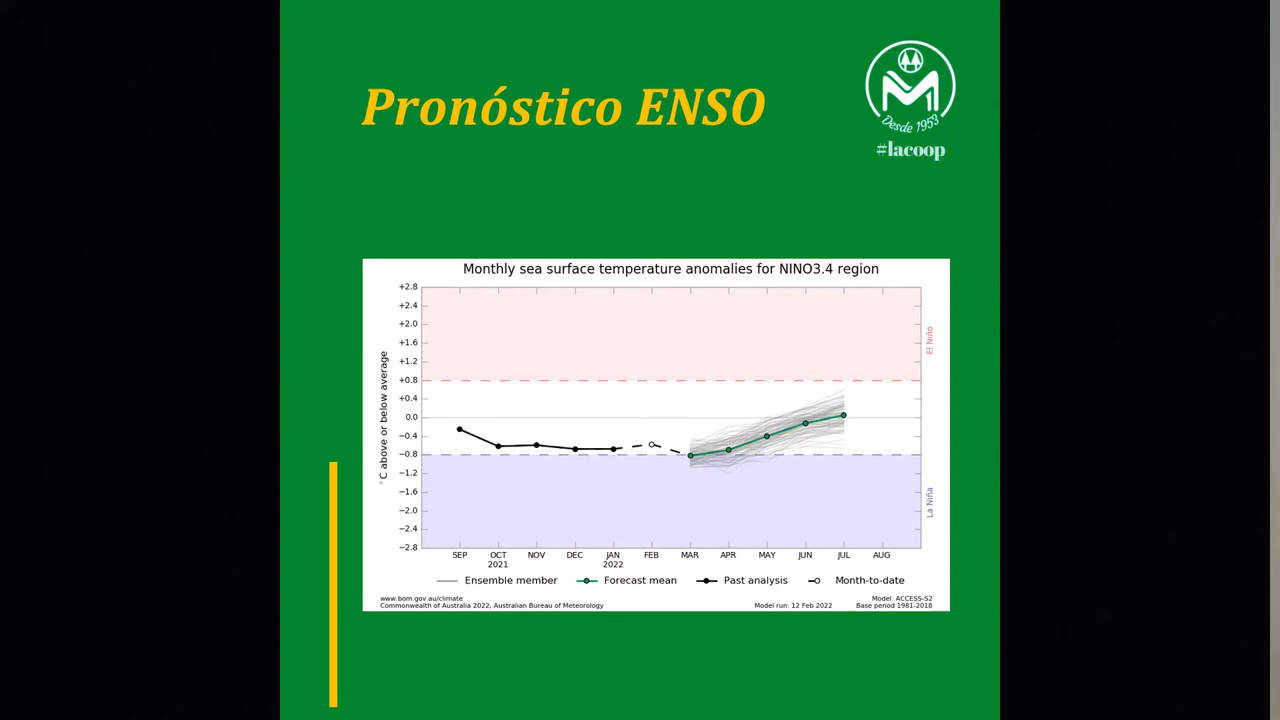 Pronóstico ENSO
Desde 1953
#lacoop
Monthly sea surface temperature anomalies for NINO3.4 region
°C above or below average
+2.8
+2.4
+2.0
+1.6
+1.2
+0.8
+0.4
0.0
−0.4
−0.8
−1.2
−1.6
−2.0
−2.4
−2.8
El Niño
La Niña
SEP OCT NOV DEC JAN FEB MAR APR MAY JUN JUL AUG
2021 2022
Ensemble member Forecast mean Past analysis Month-to-date
www.bom.gov.au/climate Model: ACCESS-S2
Commonwealth of Australia 2022, Australian Bureau of Meteorology Model run: 12 Feb 2022 Base period 1981-2018